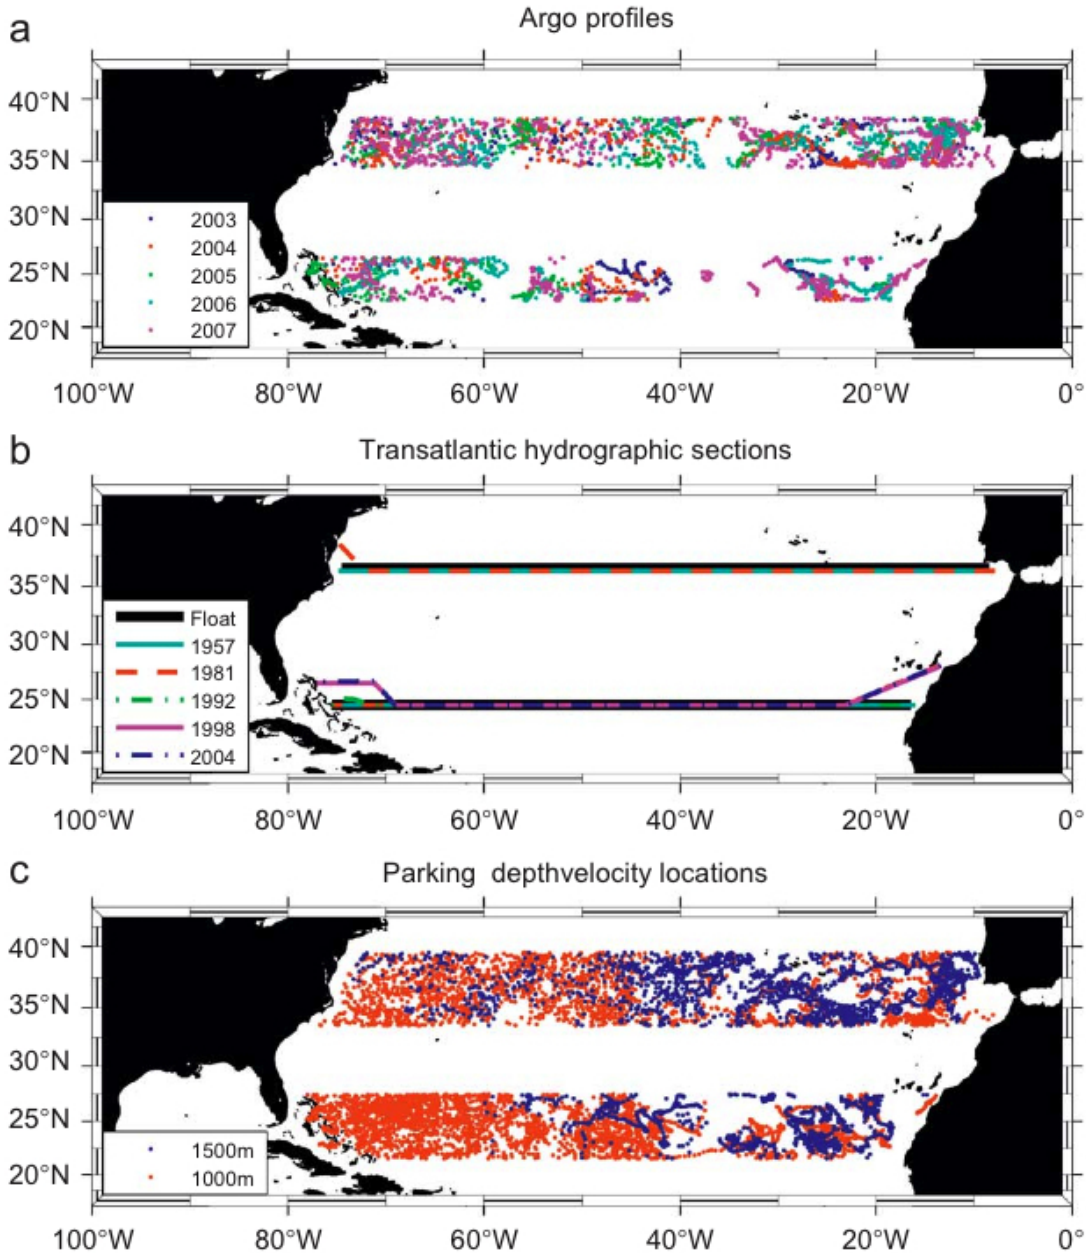 a
Argo profiles
40°N
35°N
30°N
25°N
20°N
2003
2004
2005
2006
2007
100°W 80°W 60°W 40°W 20°W 0°
b
Transatlantic hydrographic sections
40°N
35°N
30°N
25°N
20°N
Float
1957
1981
1992
1998
2004
100°W 80°W 60°W 40°W 20°W 0°
c
Parking depthvelocity locations
40°N
35°N
30°N
25°N
20°N
1500m
1000m
100°W 80°W 60°W 40°W 20°W 0°